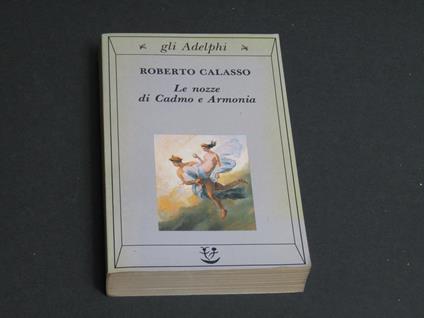 gli Adelphi
ROBERTO CALASSO
Le nozze
di Cadmo e Armonia